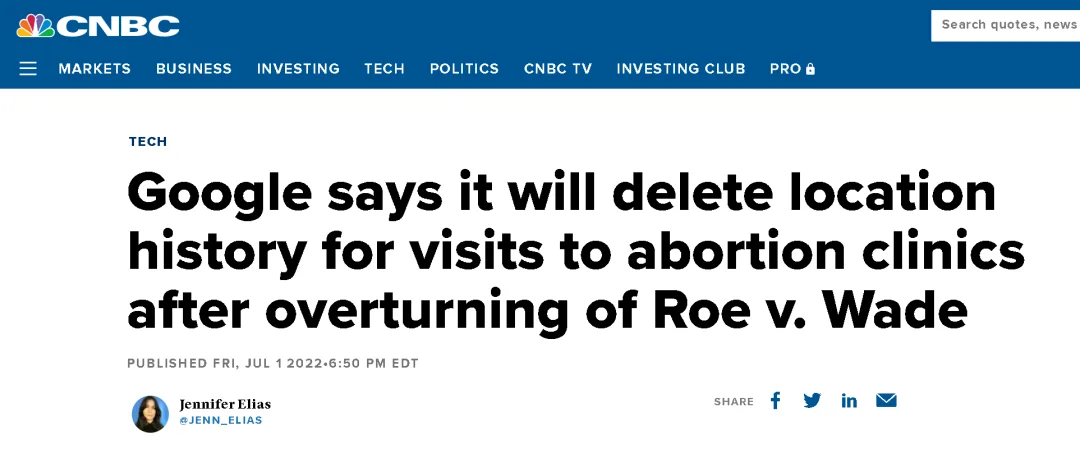 CNBC
Search quotes, news
MARKETS BUSINESS INVESTING TECH POLITICS CNBC TV INVESTING CLUB PRO
TECH
Google says it will delete location
history for visits to abortion clinics
after overturning of Roe v. Wade
PUBLISHED FRI, JUL 1 2022•6:50 PM EDT
Jennifer Elias
@JENN_ELIAS
SHARE